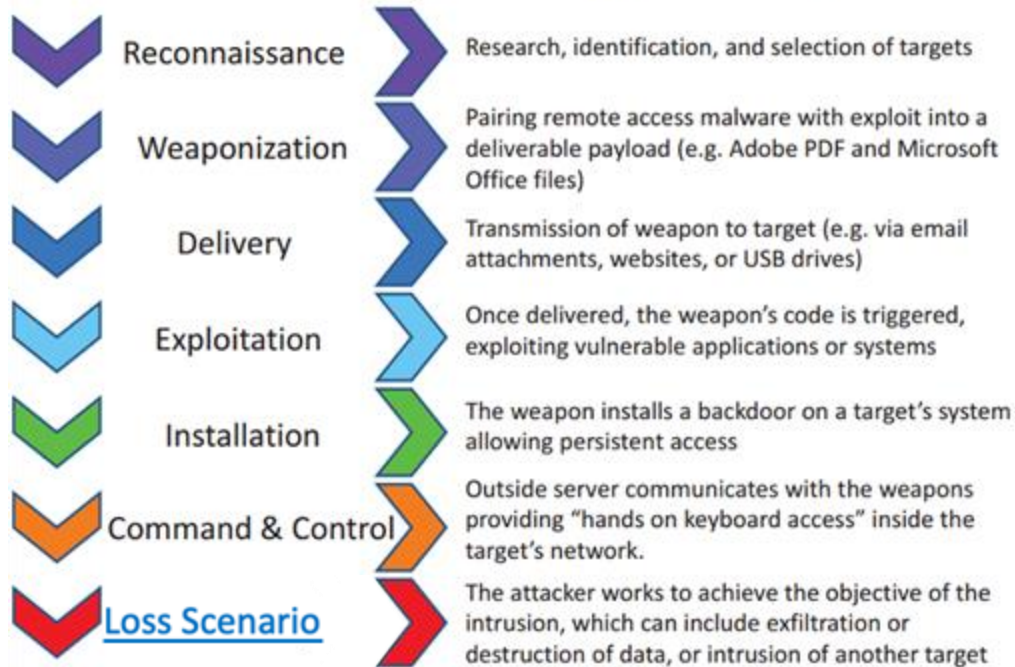 Reconnaissance
Research, identification, and selection of targets
Weaponization
Pairing remote access malware with exploit into a
deliverable payload (e.g. Adobe PDF and Microsoft
Office files)
Delivery
Transmission of weapon to target (e.g. via email
attachments, websites, or USB drives)
Exploitation
Once delivered, the weapon's code is triggered,
exploiting vulnerable applications or systems
Installation
The weapon installs a backdoor on a target's system
allowing persistent access
Command & Control
Outside server communicates with the weapons
providing “hands on keyboard access” inside the
target's network.
Loss Scenario
The attacker works to achieve the objective of the
intrusion, which can include exfiltration or
destruction of data, or intrusion of another target